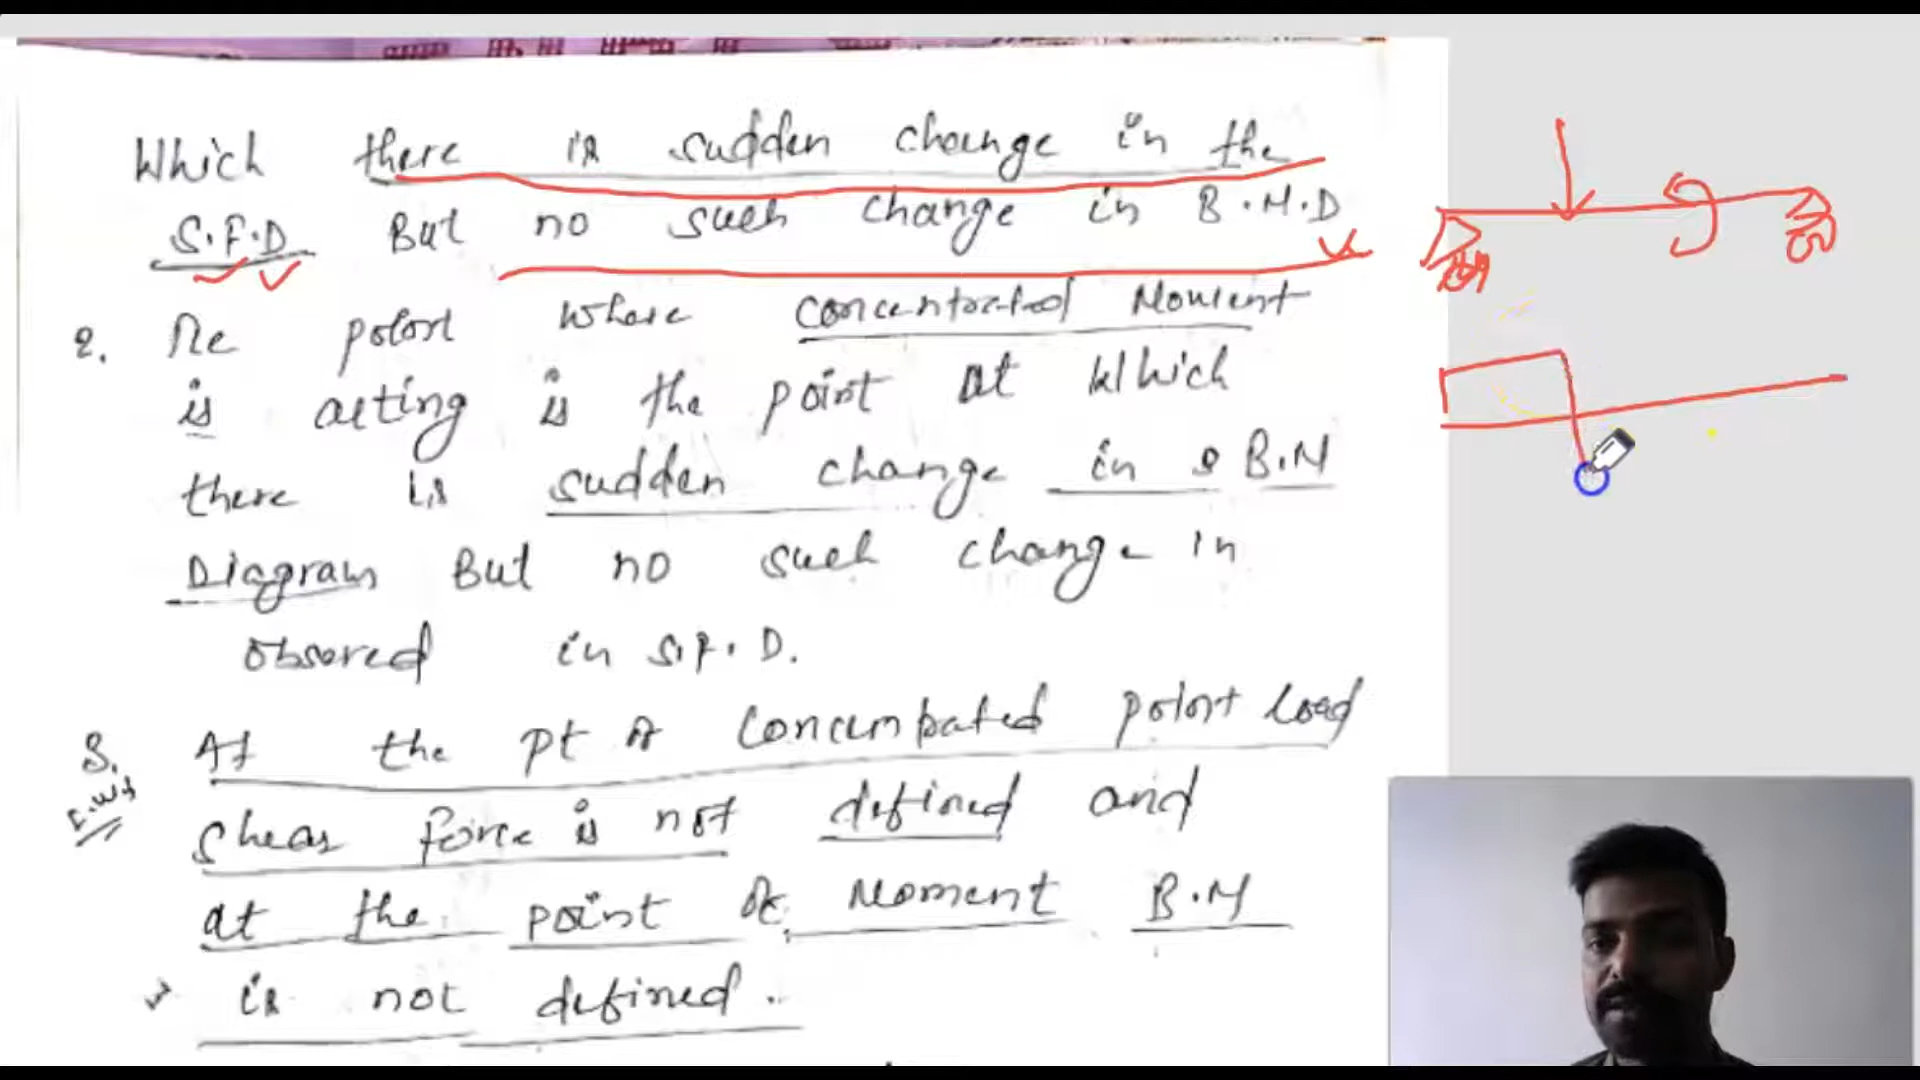 Which there is sudden change in the
S.F.D But no such change in B.M.D
2. The point where concentrated Moment
is acting is the point at Which
there is sudden change in B.M
Diagram But no such change in
observed in S.F.D.
3. At the pt of concentrated point load
shear force is not defined and
at the point of Moment B.M
is not defined.